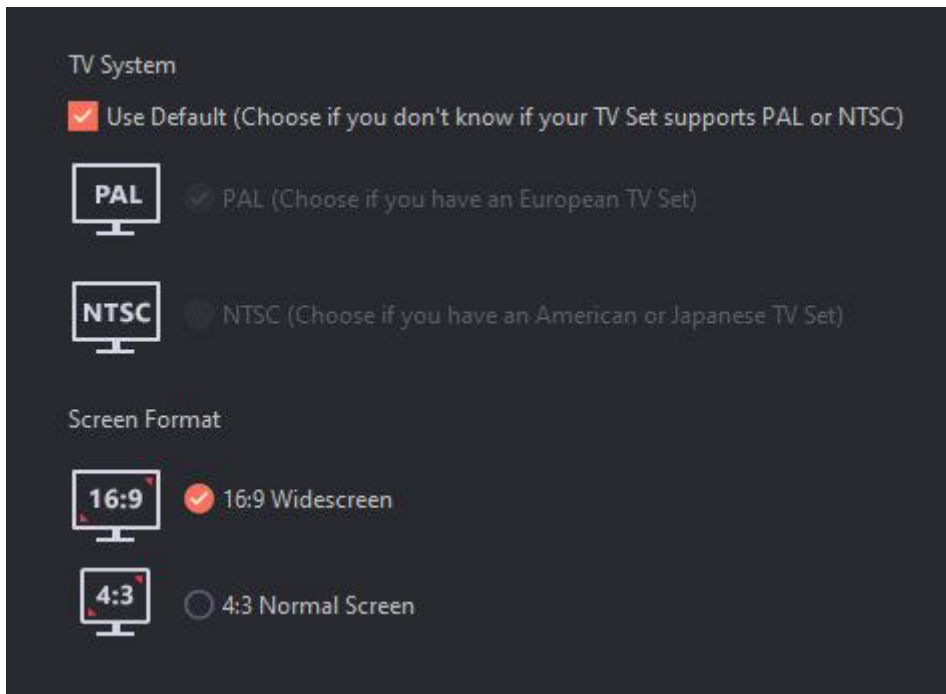 TV System
Use Default (Choose if you don't know if your TV Set supports PAL or NTSC)
PAL
PAL (Choose if you have an European TV Set)
NTSC
NTSC (Choose if you have an American or Japanese TV Set)
Screen Format
16:9
16:9 Widescreen
4:3
4:3 Normal Screen